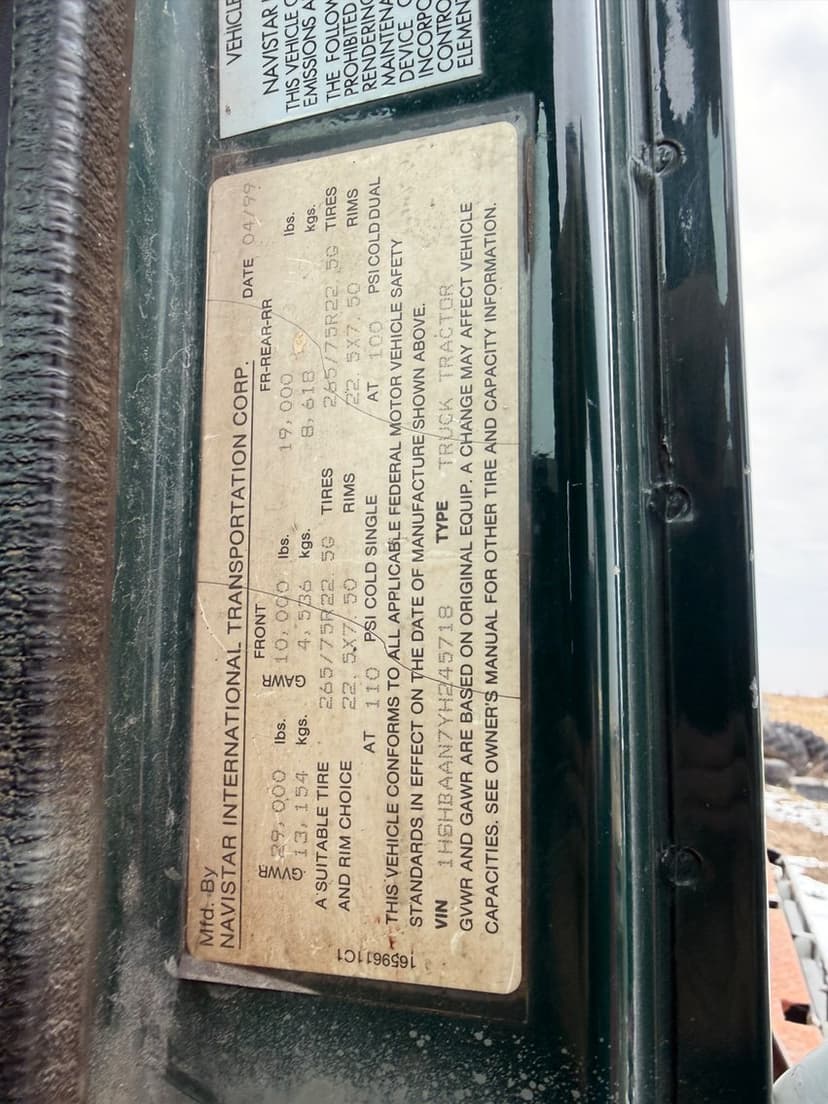 VEHICLE
NAVISTAR
THIS VEHICLE
EMISSIONS
THE FOLLOW
PROHIBITED
RENDERING
MAINTENA
DEVICE
INCORPO
CONTRO
ELEMEN
Mfd. By
NAVISTAR INTERNATIONAL TRANSPORTATION CORP. DATE 04/99
FRONT FR-REAR-RR
GVWR 29,000 lbs. GAWR 10,000 lbs. 19,000 lbs.
13,154 kgs. 4,536 kgs. 8,618 kgs.
A SUITABLE TIRE 265/75R22.5G TIRES 265/75R22.5G TIRES
AND RIM CHOICE 22.5X7.50 RIMS 22.5X7.50 RIMS
AT 110 PSI COLD SINGLE AT 100 PSI COLD DUAL
THIS VEHICLE CONFORMS TO ALL APPLICABLE FEDERAL MOTOR VEHICLE SAFETY
STANDARDS IN EFFECT ON THE DATE OF MANUFACTURE SHOWN ABOVE.
VIN 1HSHBAAN7YH245718 TYPE TRUCK TRACTOR
GVWR AND GAWR ARE BASED ON ORIGINAL EQUIP. A CHANGE MAY AFFECT VEHICLE
CAPACITIES. SEE OWNER'S MANUAL FOR OTHER TIRE AND CAPACITY INFORMATION.
1659611C1